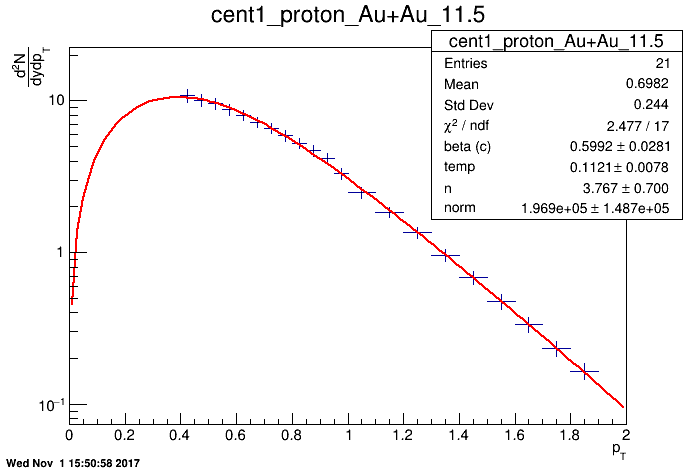 cent1_proton_Au+Au_11.5
cent1_proton_Au+Au_11.5
Entries 21
Mean 0.6982
Std Dev 0.244
χ² / ndf 2.477 / 17
beta (c) 0.5992 ± 0.0281
temp 0.1121 ± 0.0078
n 3.767 ± 0.700
norm 1.969e+05 ± 1.487e+05
d²N
dydp_T
10
1
10⁻¹
0 0.2 0.4 0.6 0.8 1 1.2 1.4 1.6 1.8 2
p_T
Wed Nov 1 15:50:58 2017